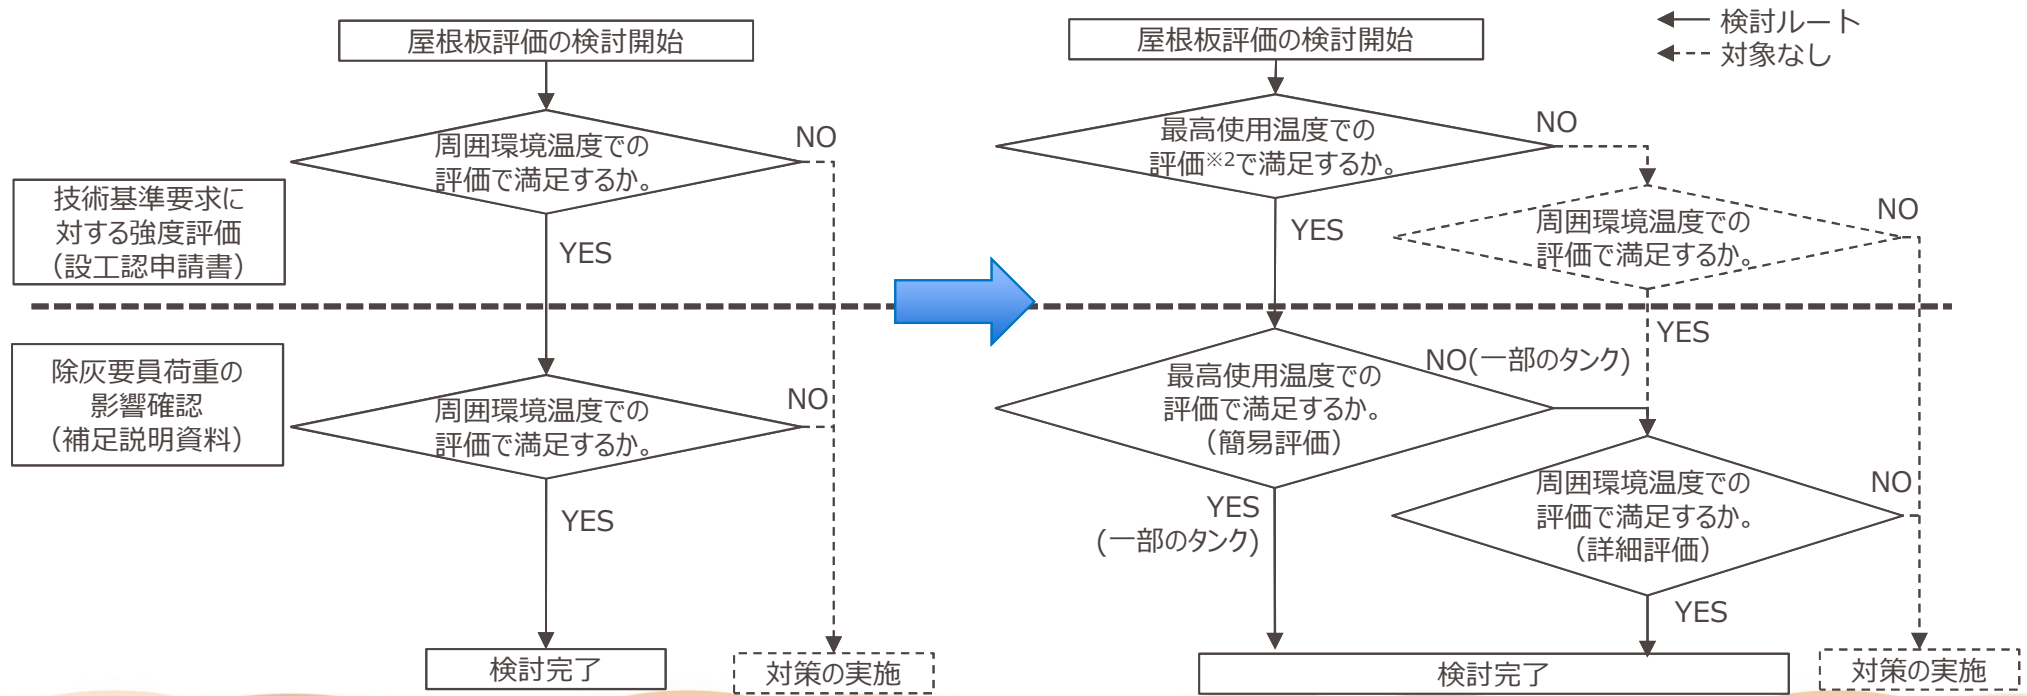 屋根板評価の検討開始
周囲環境温度での
評価で満足するか。
NO
技術基準要求に
対する強度評価
（設工認申請書）
YES
除灰要員荷重の
影響確認
（補足説明資料）
周囲環境温度での
評価で満足するか。
NO
YES
検討完了
対策の実施
検討ルート
対象なし
屋根板評価の検討開始
最高使用温度での
評価※2で満足するか。
NO
YES
周囲環境温度での
評価で満足するか。
NO
YES
最高使用温度での
評価で満足するか。
（簡易評価）
NO(一部のタンク)
YES
(一部のタンク)
周囲環境温度での
評価で満足するか。
（詳細評価）
NO
YES
検討完了
対策の実施